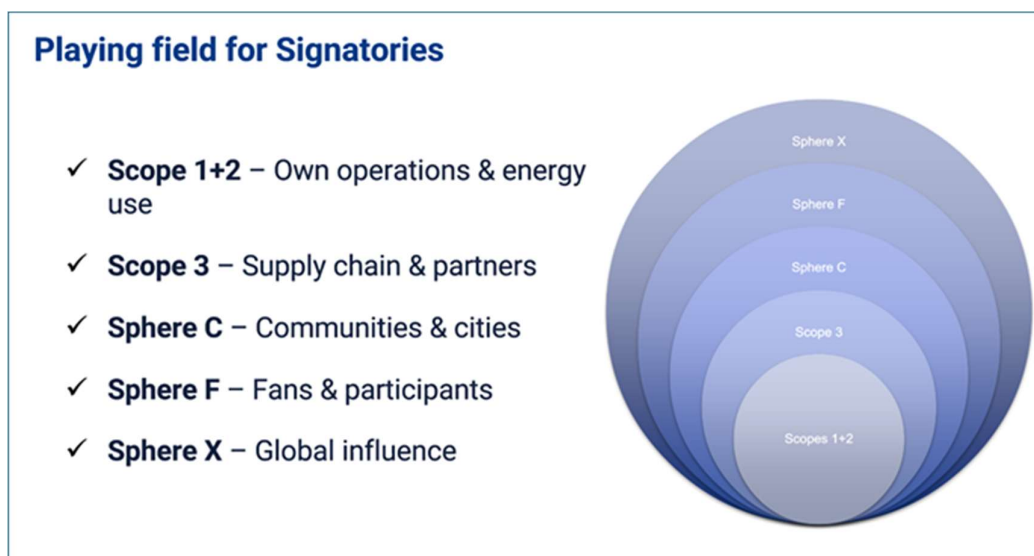 Playing field for Signatories
✓ Scope 1+2 – Own operations & energy
use
✓ Scope 3 – Supply chain & partners
✓ Sphere C – Communities & cities
✓ Sphere F – Fans & participants
✓ Sphere X – Global influence
Sphere X
Sphere F
Sphere C
Scope 3
Scopes 1+2